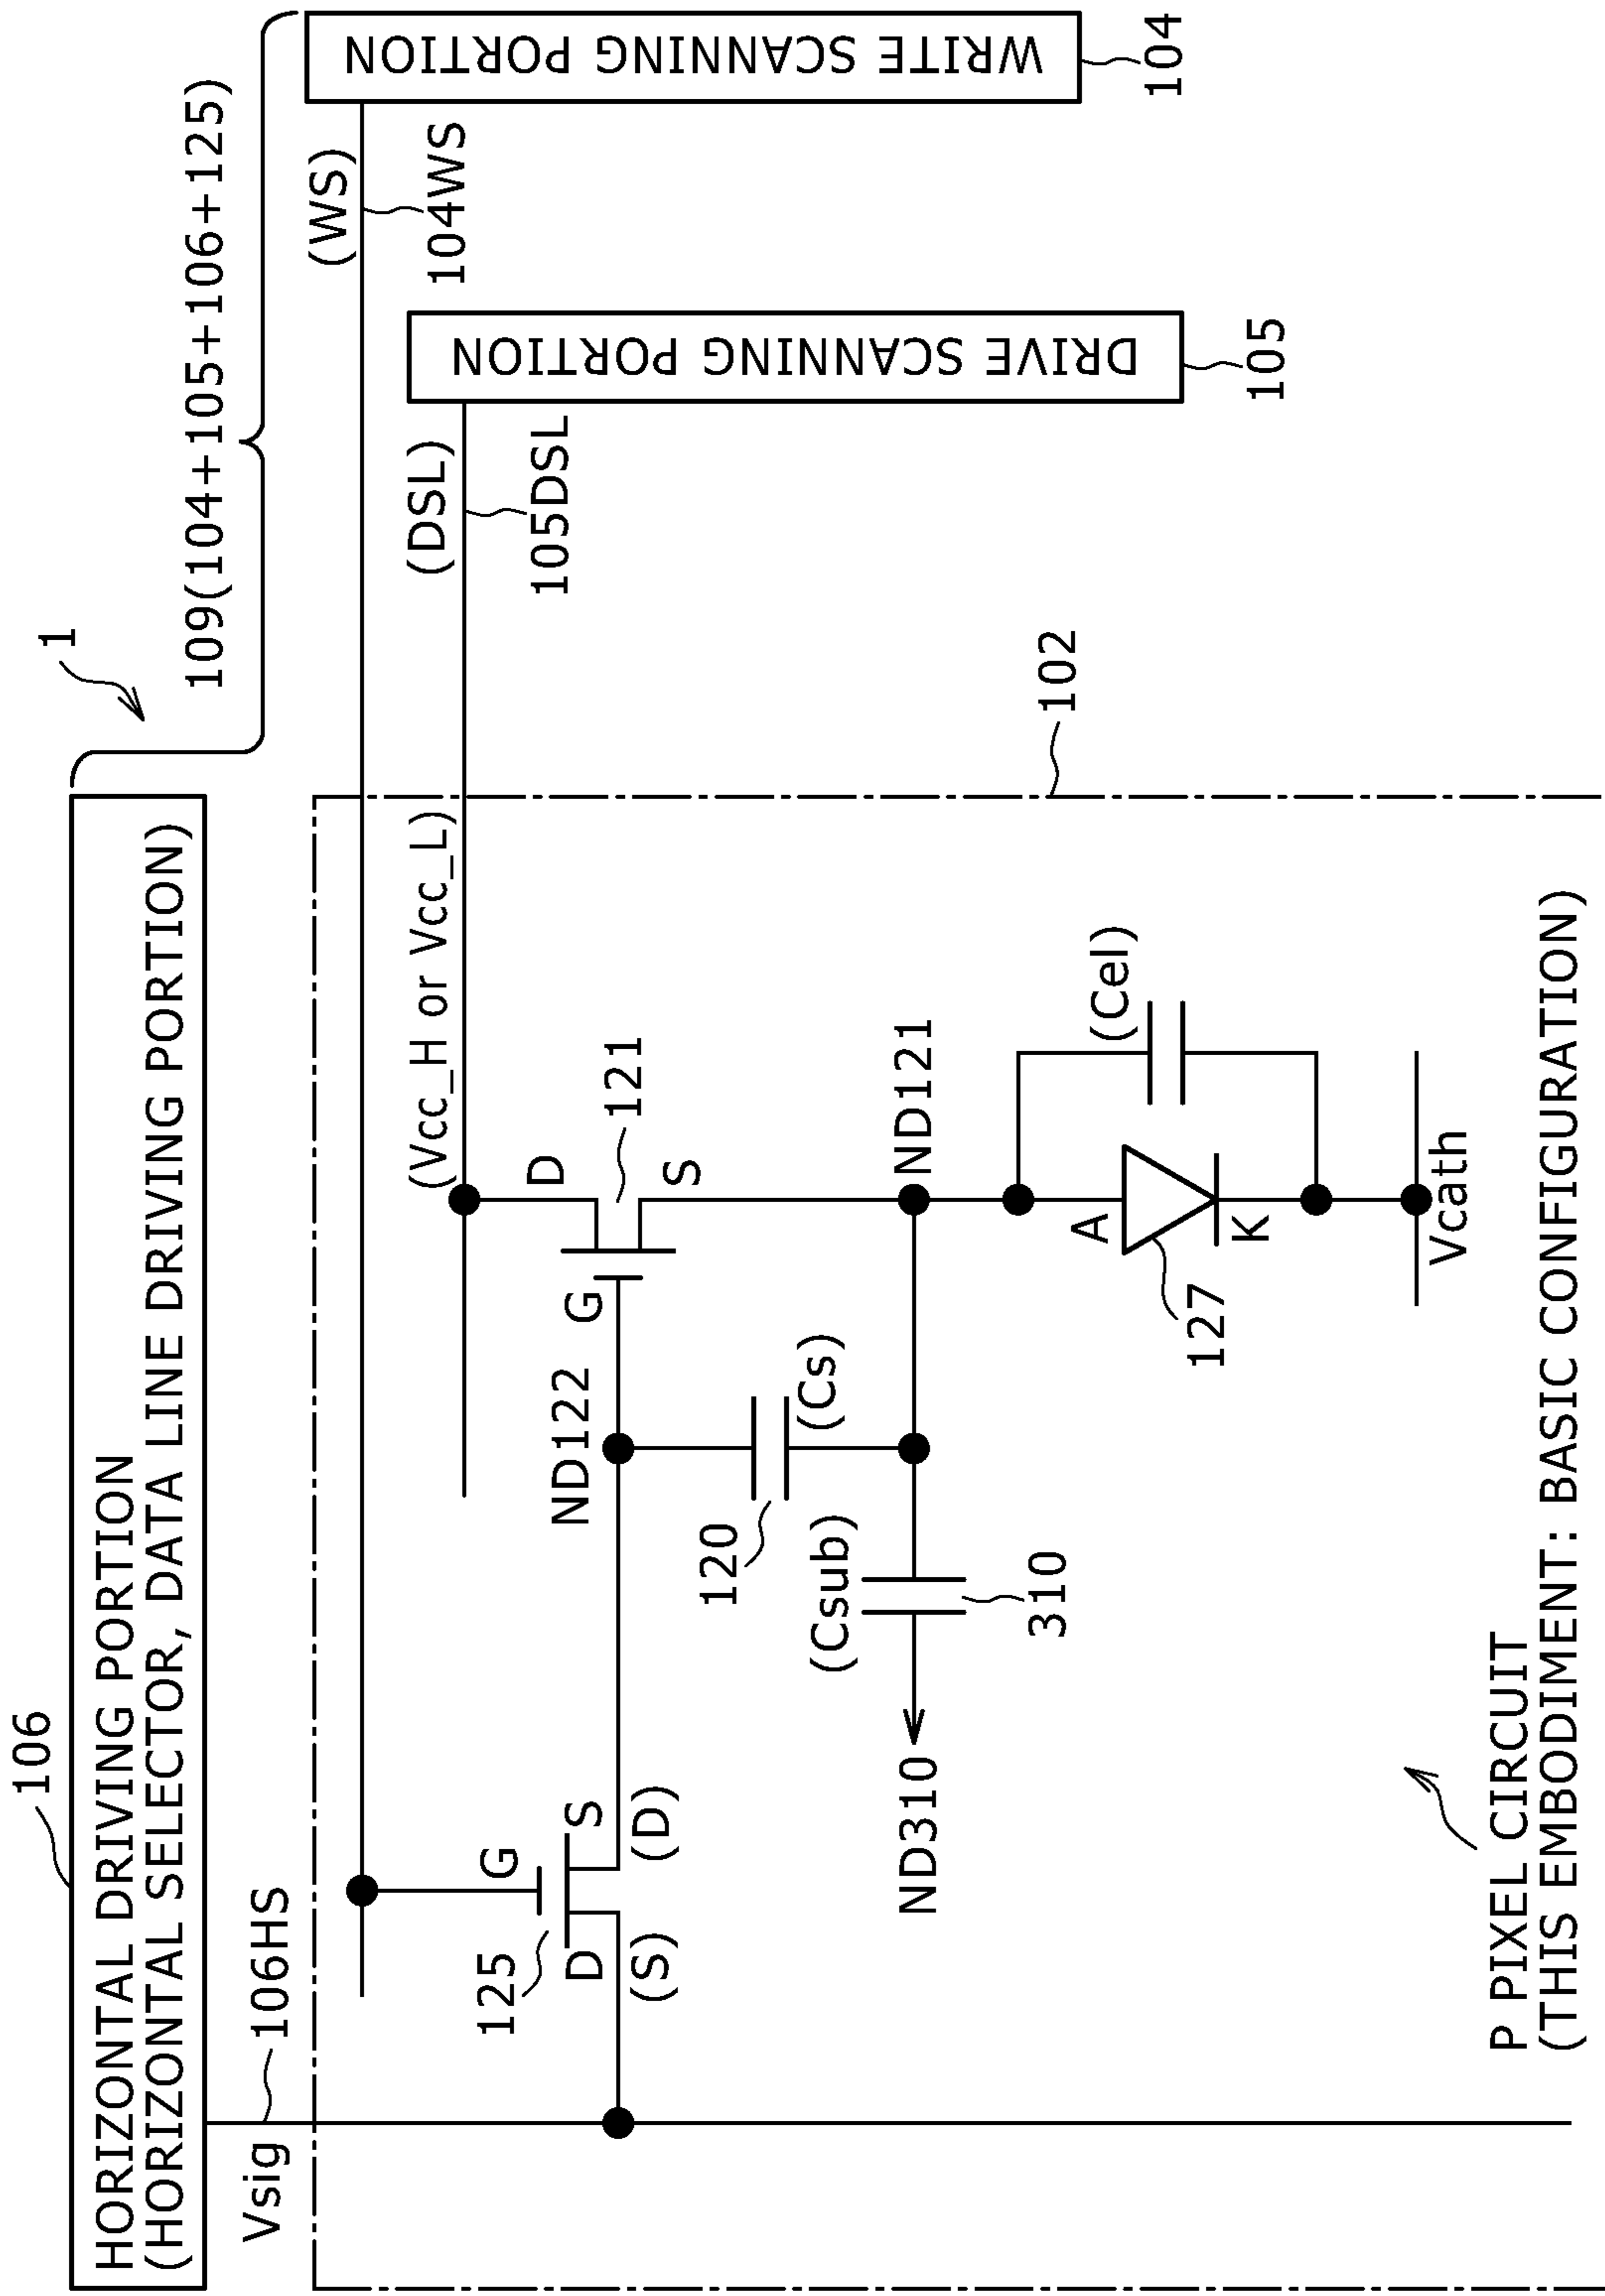 1
106
HORIZONTAL DRIVING PORTION
(HORIZONTAL SELECTOR, DATA LINE DRIVING PORTION)
109(104+105+106+125)
Vsig
106HS
(WS)
104WS
WRITE SCANNING PORTION
104
(Vcc_H or Vcc_L)
(DSL)
105DSL
DRIVE SCANNING PORTION
105
125
G
D
S
(S)
(D)
ND122
G
D
121
S
120
(Cs)
(Csub)
310
ND310
ND121
102
A
127
K
(Cel)
Vcath
P PIXEL CIRCUIT
(THIS EMBODIMENT: BASIC CONFIGURATION)